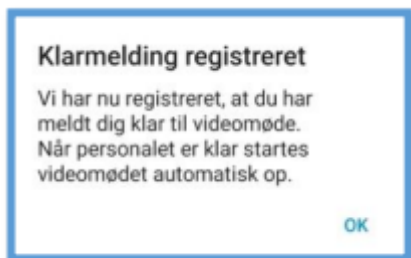 Klarmelding registreret
Vi har nu registreret, at du har
meldt dig klar til videomøde.
Når personalet er klar startes
videomødet automatisk op.
OK